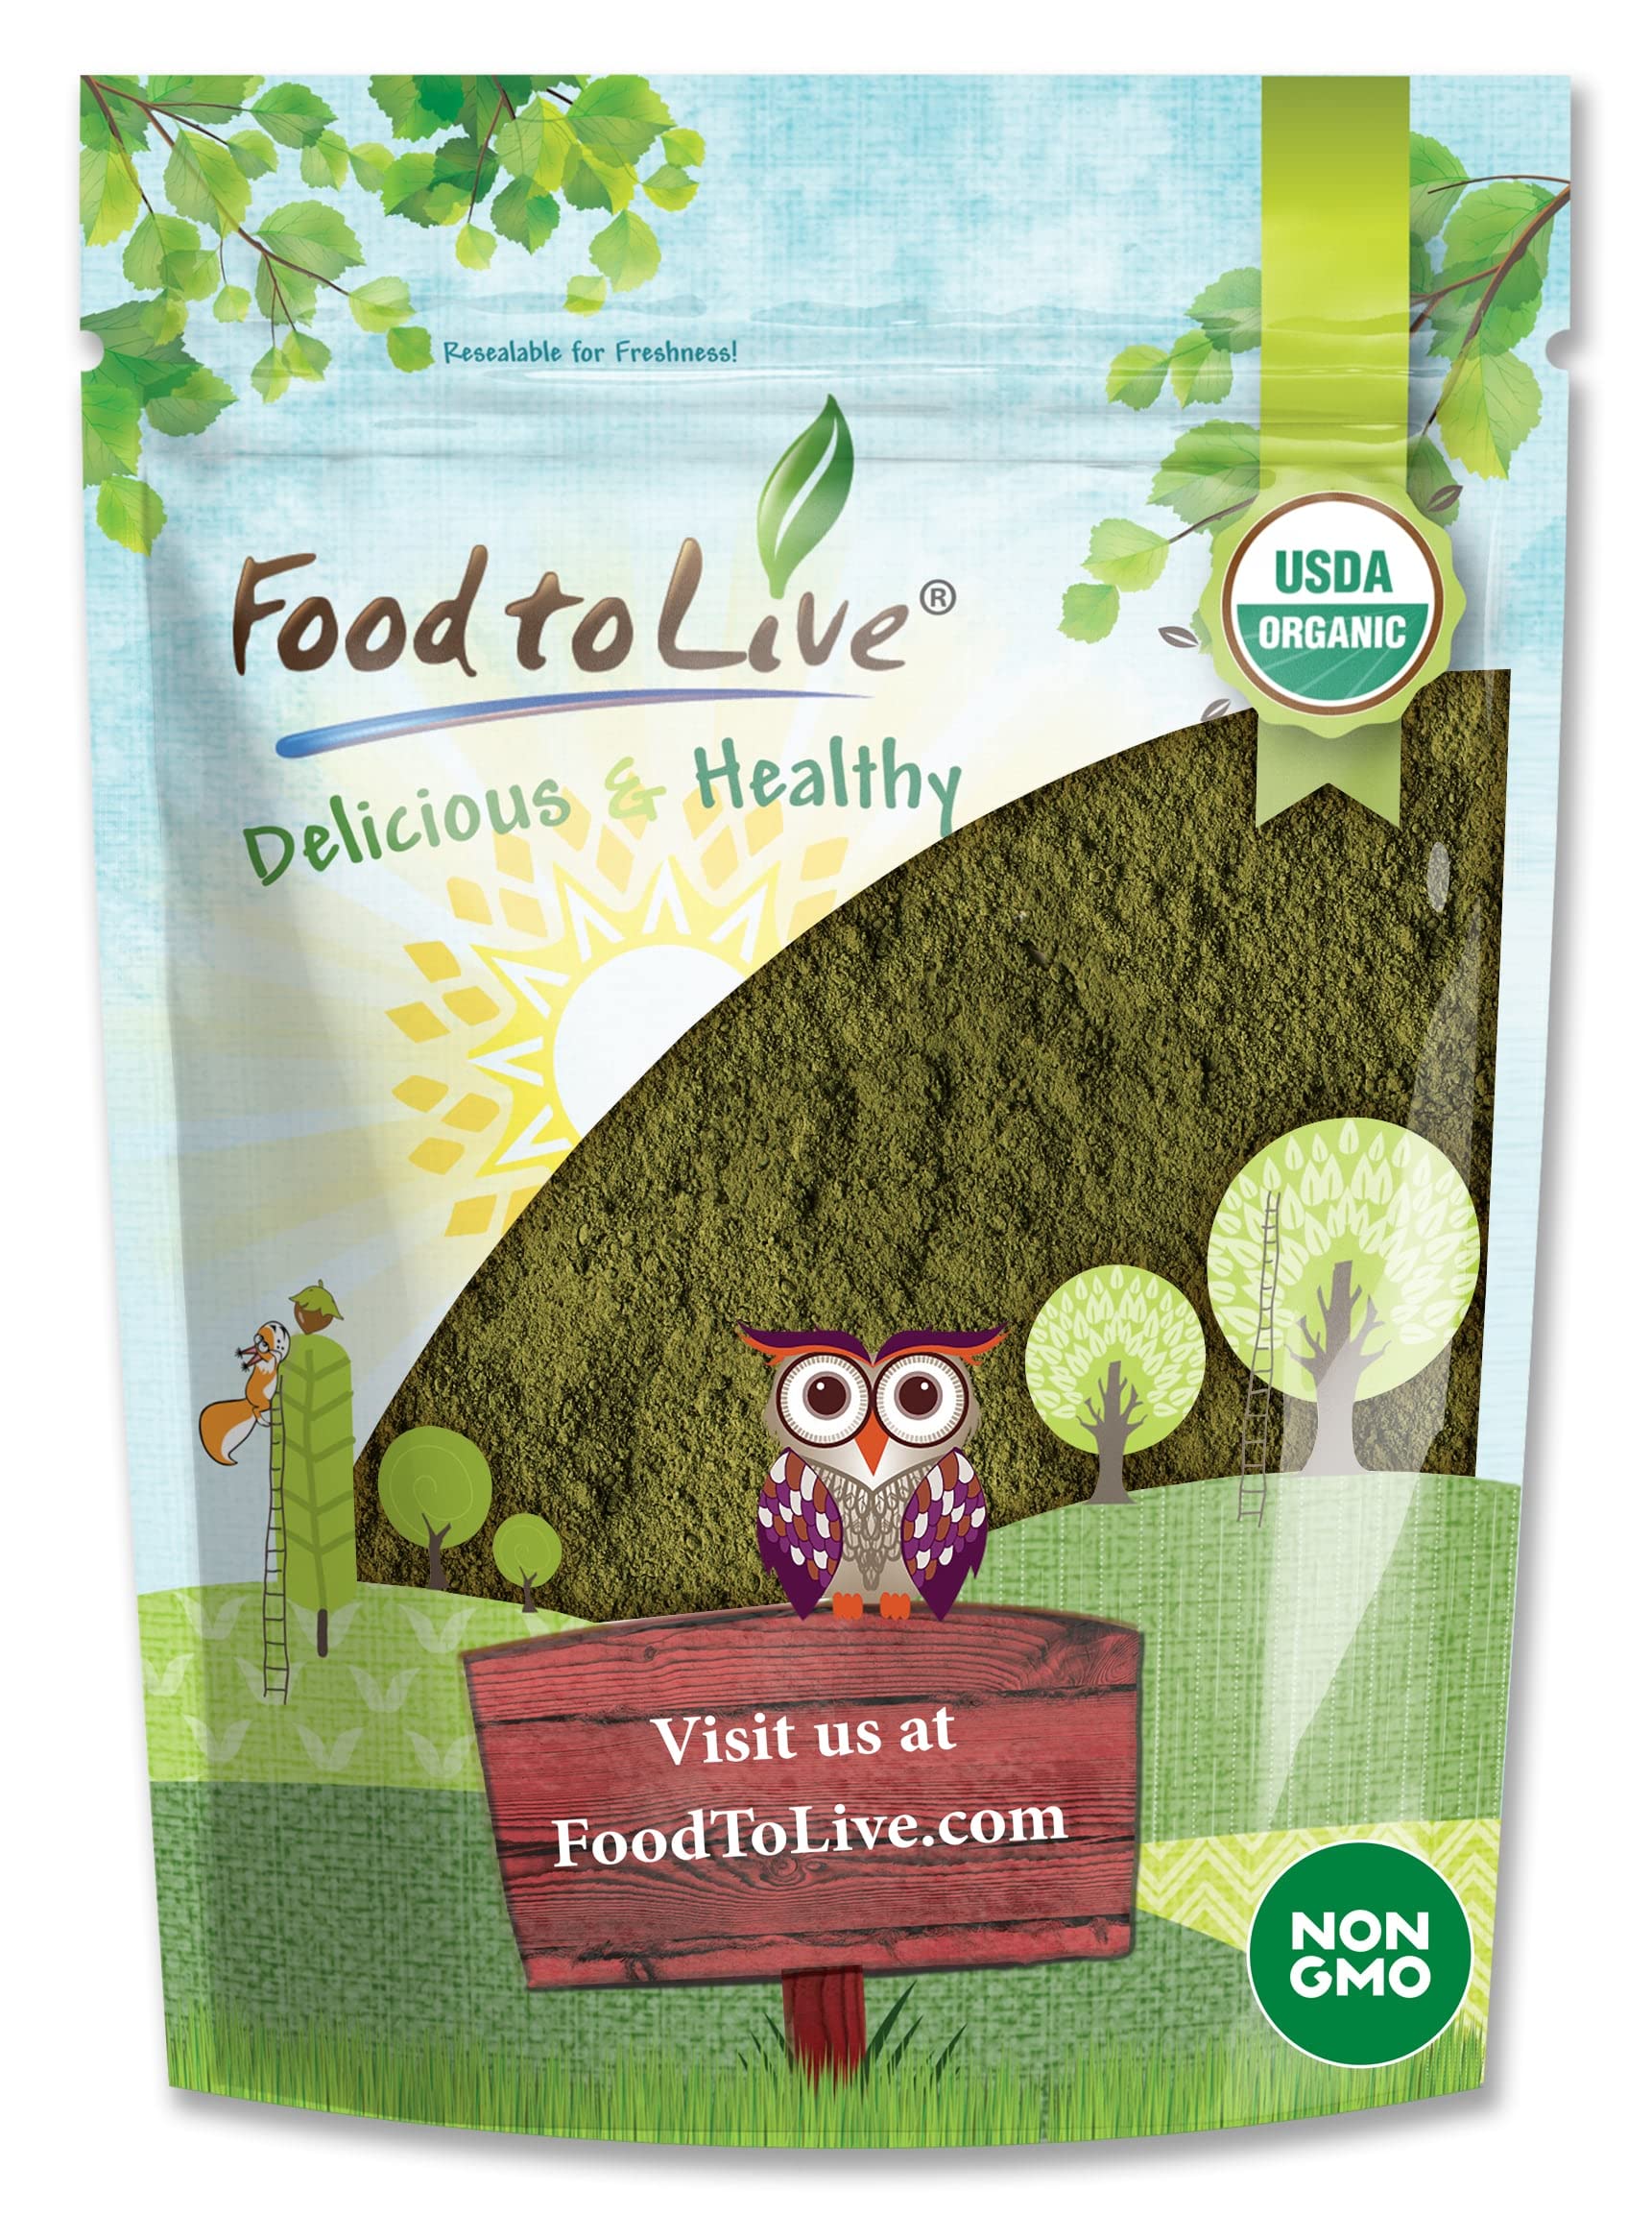 Resealable for Freshness!
Food to Live®
Delicious & Healthy
USDA
ORGANIC
Visit us at
FoodToLive.com
NON
GMO